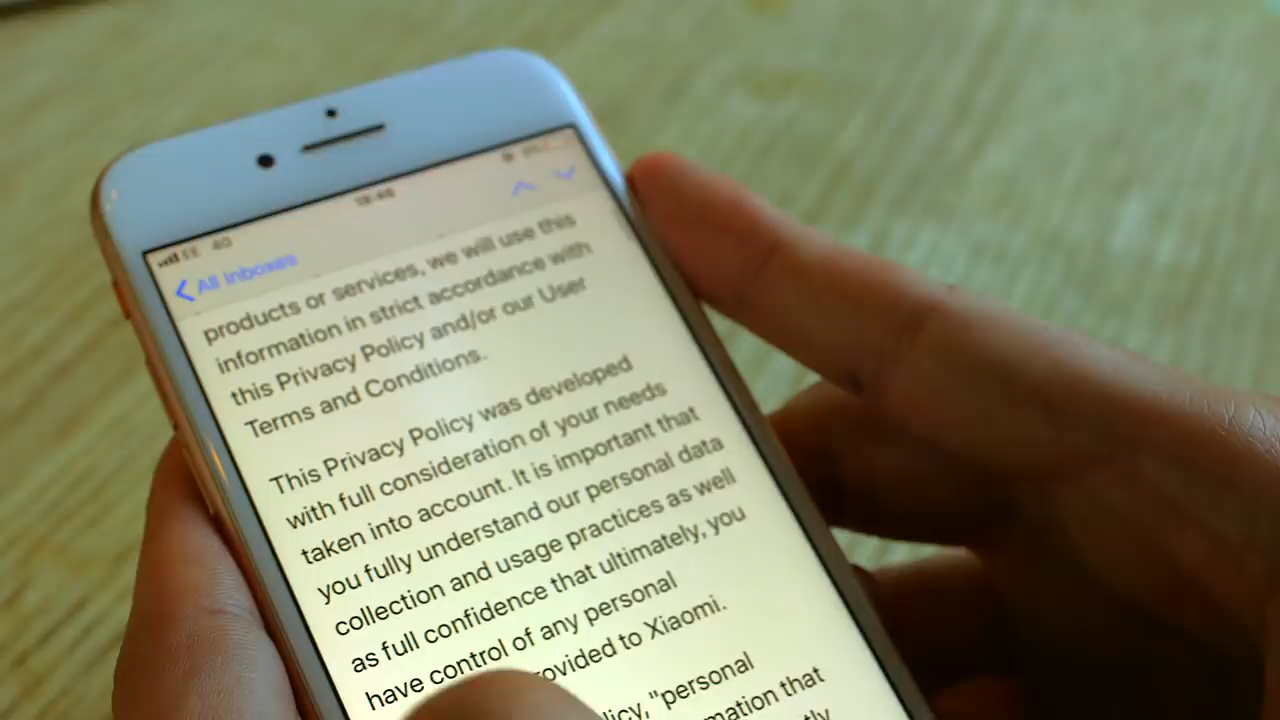 EE 4G
All Inboxes
products or services, we will use this
information in strict accordance with
this Privacy Policy and/or our User
Terms and Conditions.
This Privacy Policy was developed
with full consideration of your needs
taken into account. It is important that
you fully understand our personal data
collection and usage practices as well
as full confidence that ultimately, you
have control of any personal
provided to Xiaomi.
"personal
that